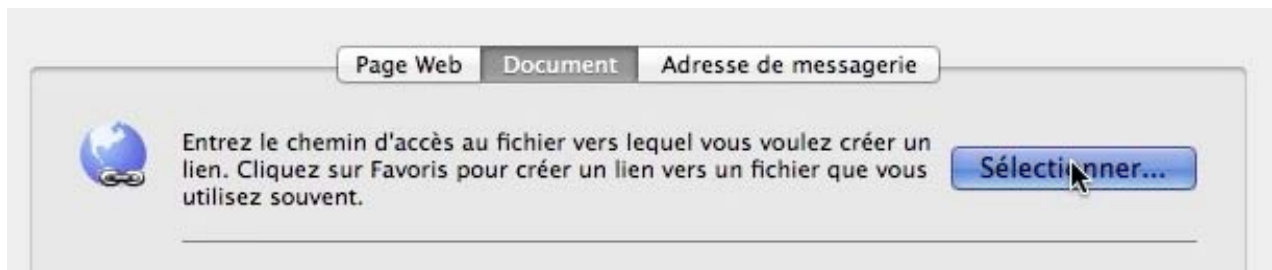 Page Web Document Adresse de messagerie
Entrez le chemin d'accès au fichier vers lequel vous voulez créer un
lien. Cliquez sur Favoris pour créer un lien vers un fichier que vous
utilisez souvent.
Sélectionner...